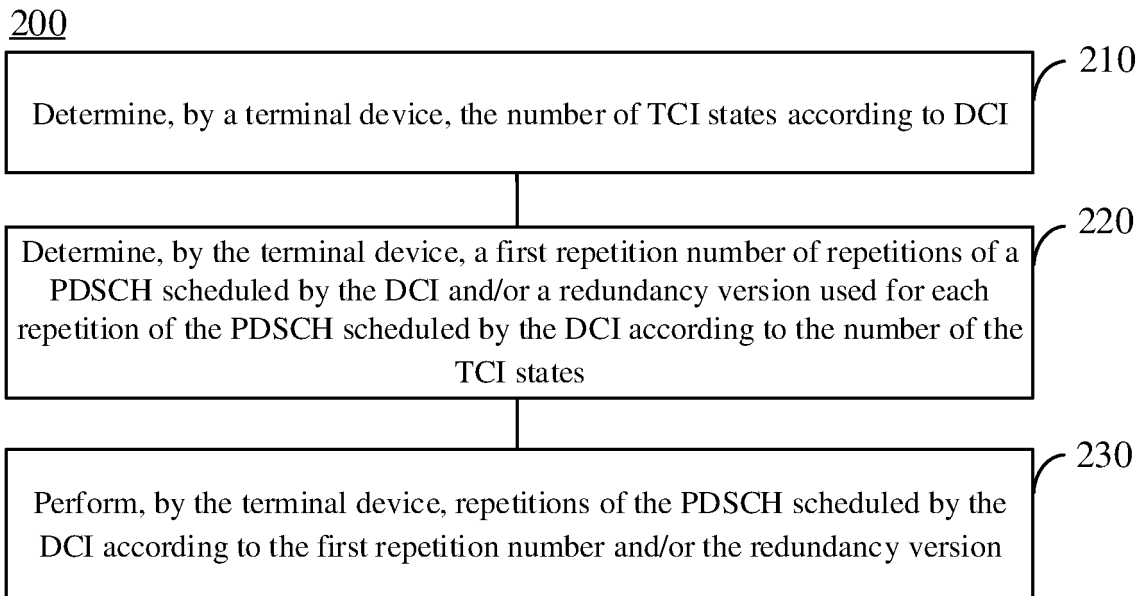 200
210
Determine, by a terminal device, the number of TCI states according to DCI
220
Determine, by the terminal device, a first repetition number of repetitions of a
PDSCH scheduled by the DCI and/or a redundancy version used for each
repetition of the PDSCH scheduled by the DCI according to the number of the
TCI states
230
Perform, by the terminal device, repetitions of the PDSCH scheduled by the
DCI according to the first repetition number and/or the redundancy version